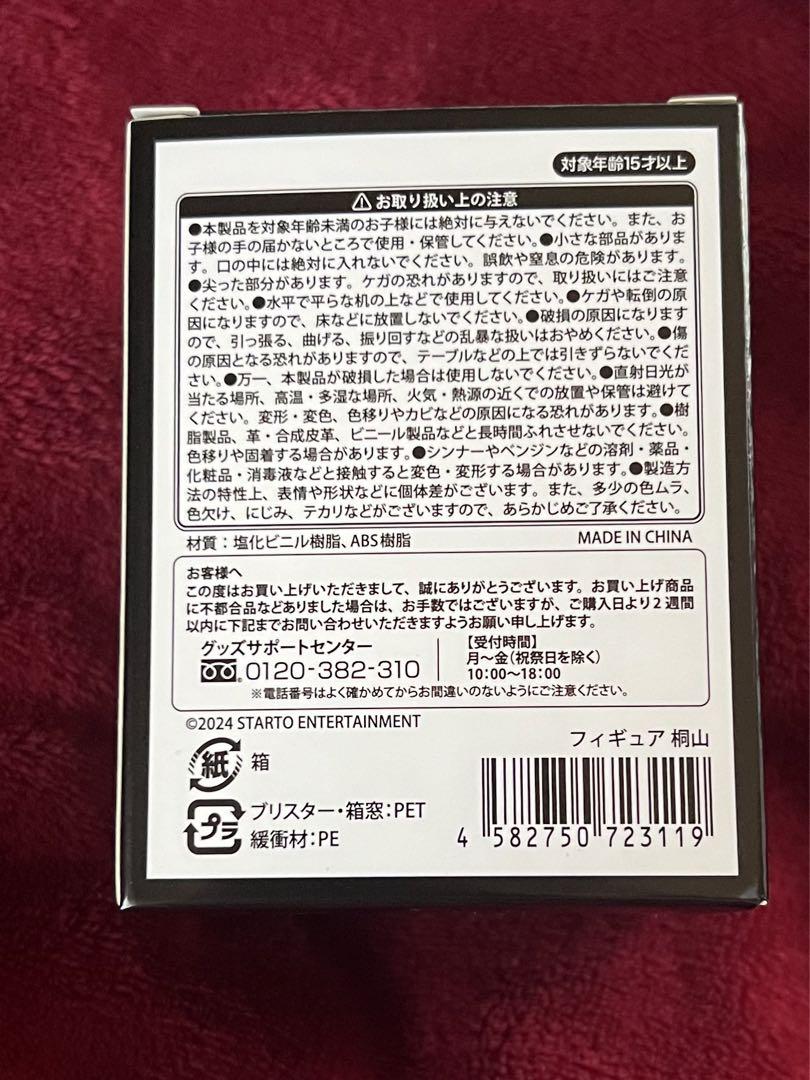 対象年齢15才以上
⚠お取り扱い上の注意
●本製品を対象年齢未満のお子様には絶対に与えないでください。また、お
子様の手の届かないところで使用・保管してください。●小さな部品がありま
す。口の中には絶対に入れないでください。誤飲や窒息の危険があります。
●尖った部分があります。ケガの恐れがありますので、取り扱いにはご注意
ください。●水平で平らな机の上などで使用してください。●ケガや転倒の原
因になりますので、床などに放置しないでください。●破損の原因になります
ので、引っ張る、曲げる、振り回すなどの乱暴な扱いはおやめください。●傷
の原因となる恐れがありますので、テーブルなどの上では引きずらないでくだ
さい。●万一、本製品が破損した場合は使用しないでください。●直射日光が
当たる場所、高温・多湿な場所、火気・熱源の近くでの放置や保管は避けて
ください。変形・変色、色移りやカビなどの原因になる恐れがあります。●樹
脂製品、革・合成皮革、ビニール製品などと長時間ふれさせないでください。
色移りや固着する場合があります。●シンナーやベンジンなどの溶剤・薬品・
化粧品・消毒液などと接触すると変色・変形する場合があります。●製造方
法の特性上、表情や形状などに個体差がございます。また、多少の色ムラ、
色欠け、にじみ、テカリなどがございますので、あらかじめご了承ください。
材質：塩化ビニル樹脂、ABS樹脂 MADE IN CHINA
お客様へ
この度はお買い上げいただきまして、誠にありがとうございます。お買い上げ商品
に不都合品などありました場合は、お手数ではございますが、ご購入日より2週間
以内に下記までお問い合わせいただきますようお願い申し上げます。
グッズサポートセンター
0120-382-310
【受付時間】
月〜金(祝祭日を除く)
10:00〜18:00
※電話番号はよく確かめてからお間違いのないようにご注意ください。
©2024 STARTO ENTERTAINMENT
フィギュア 桐山
紙 箱
プラ ブリスター・箱窓:PET
緩衝材:PE
4 582750 723119